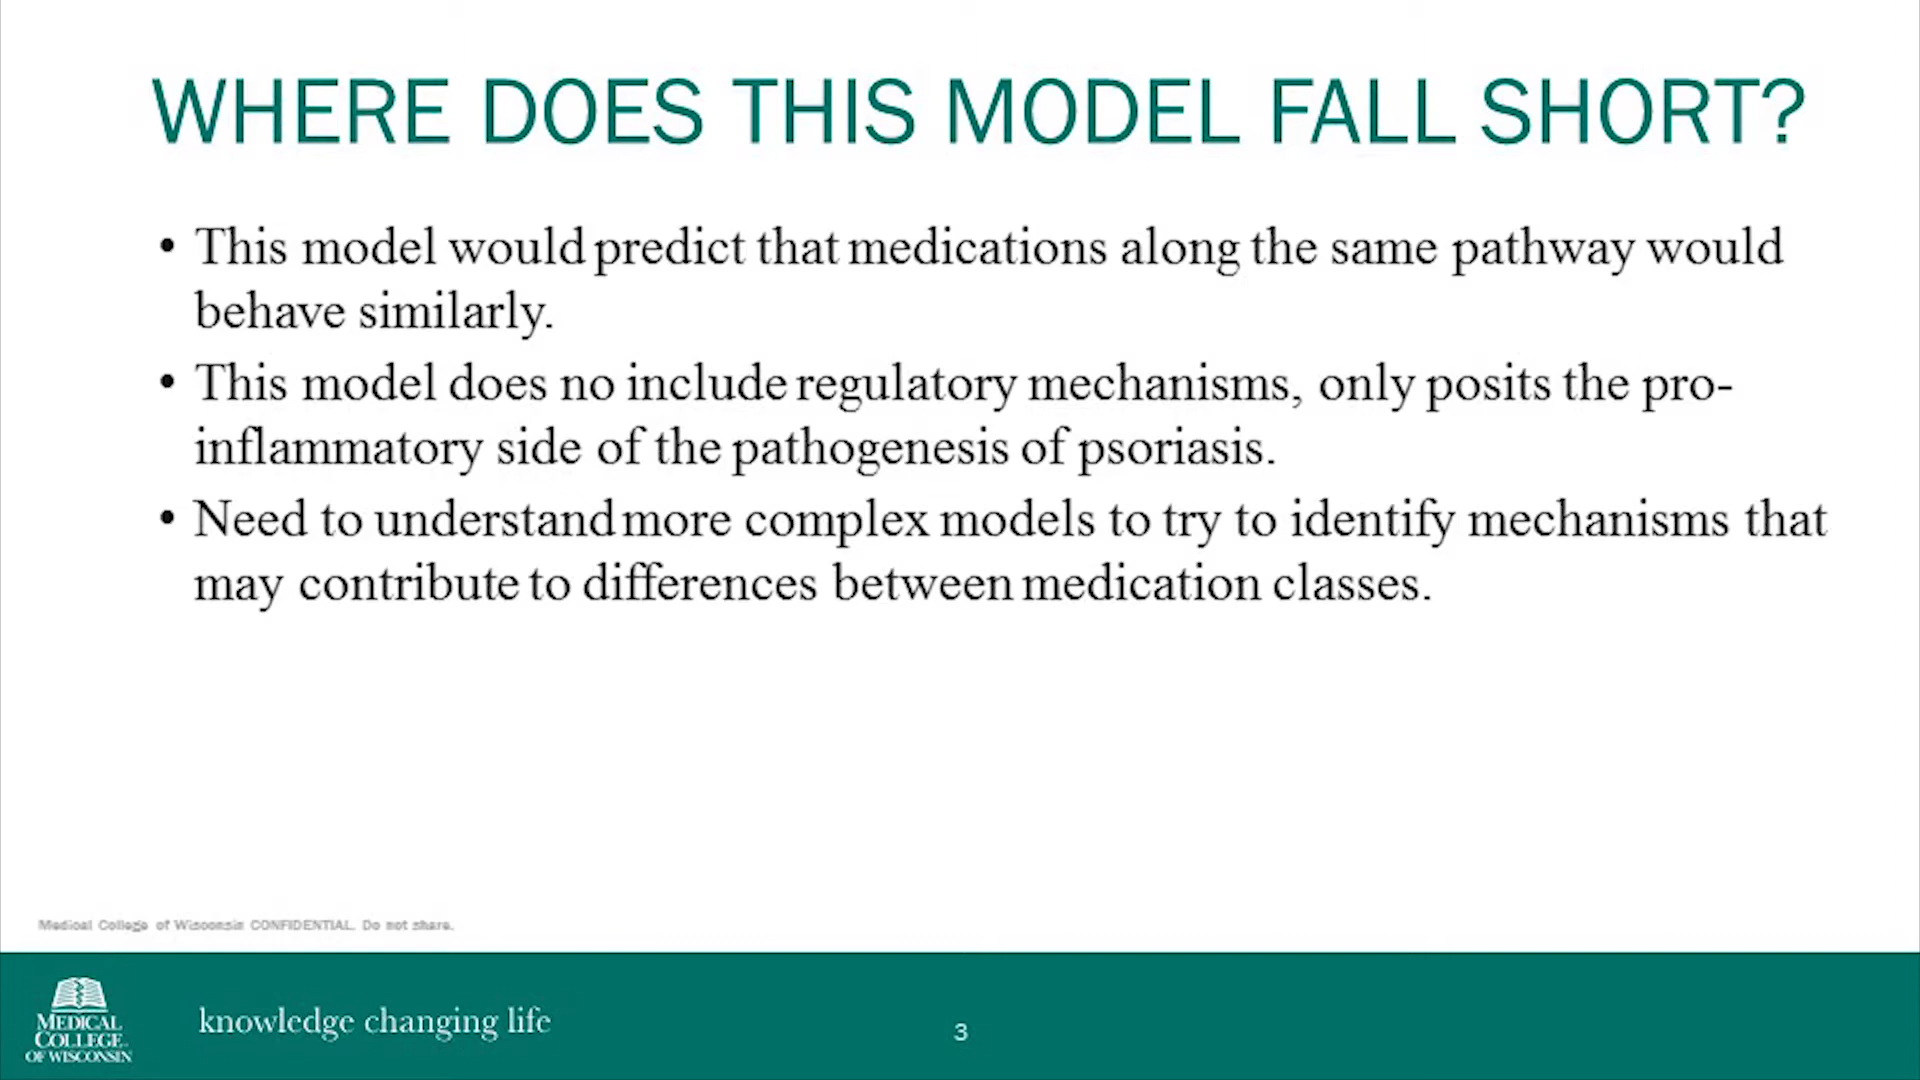 WHERE DOES THIS MODEL FALL SHORT?
• This model would predict that medications along the same pathway would
behave similarly.
• This model does no include regulatory mechanisms, only posits the pro-
inflammatory side of the pathogenesis of psoriasis.
• Need to understand more complex models to try to identify mechanisms that
may contribute to differences between medication classes.
Medical College of Wisconsin CONFIDENTIAL. Do not share.
MEDICAL
COLLEGE
OF WISCONSIN
knowledge changing life
3